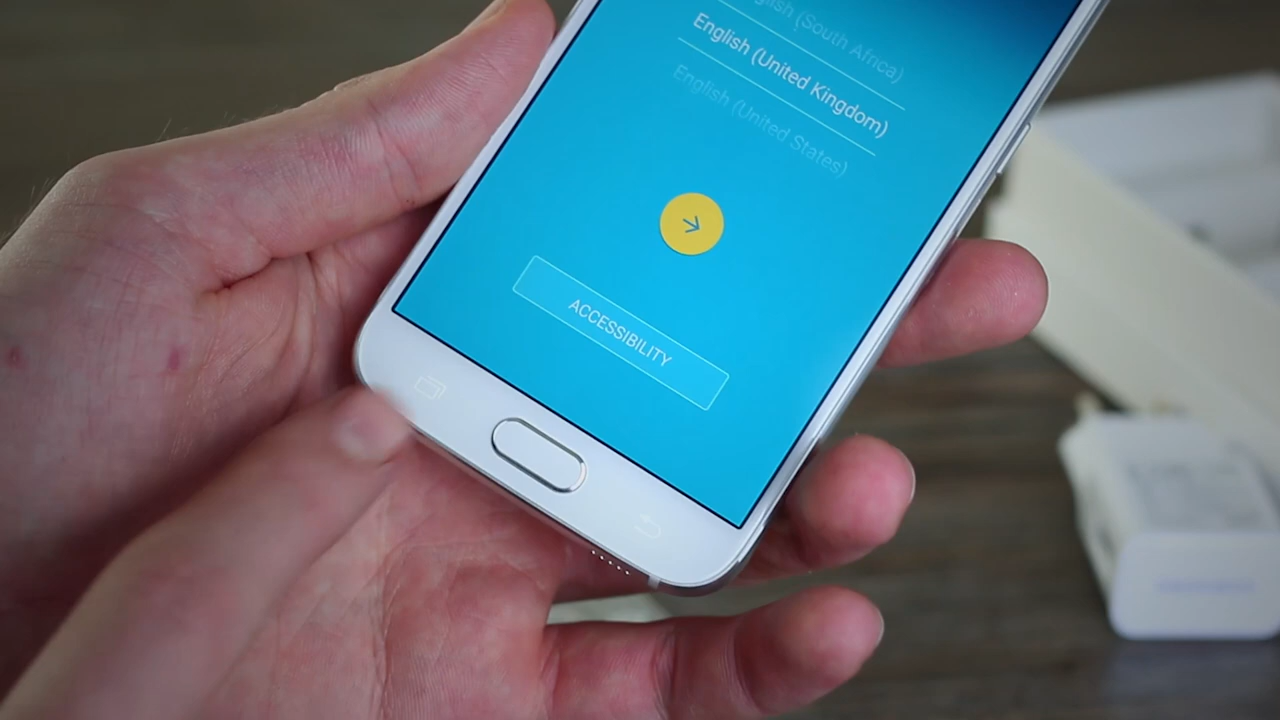 English (South Africa)
English (United Kingdom)
English (United States)
ACCESSIBILITY